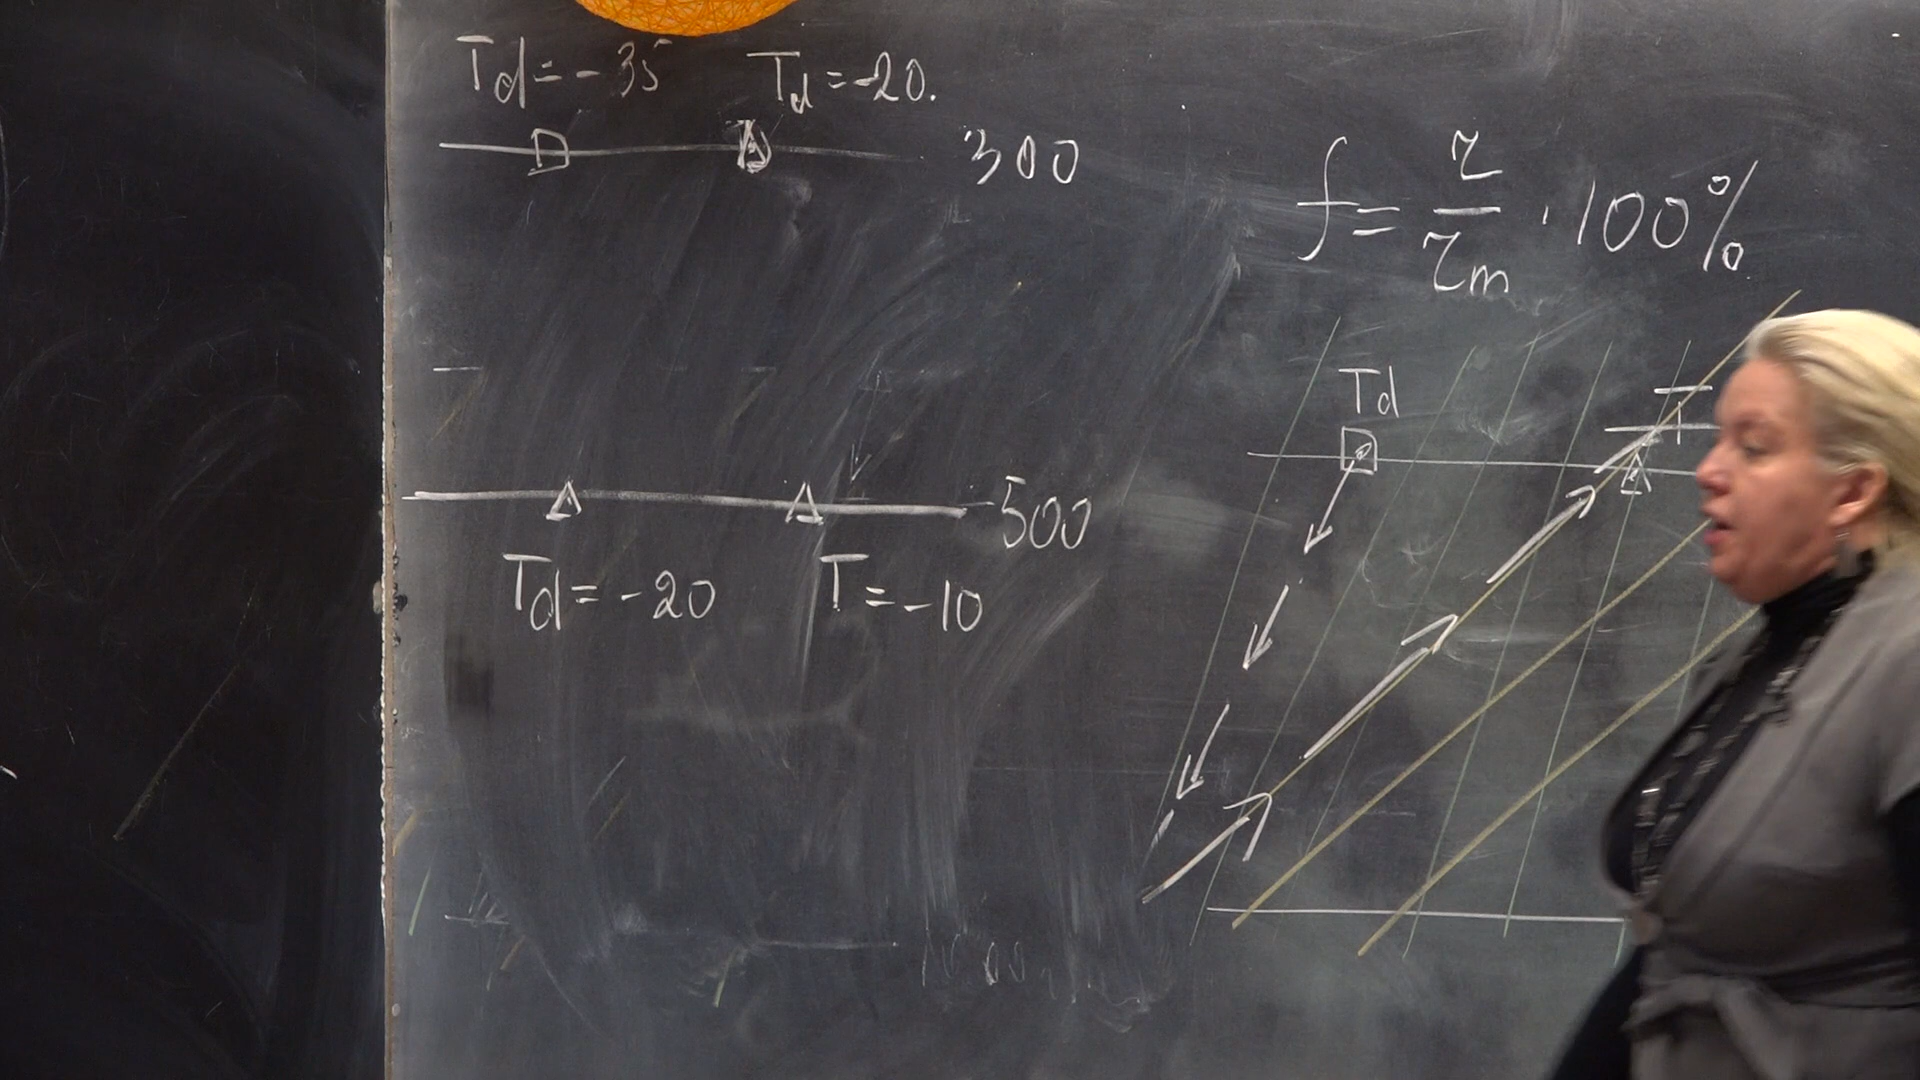 Td = - 35 Td = -20.
300
f = τ / τm · 100%
Td T
500
Td = - 20 T = -10